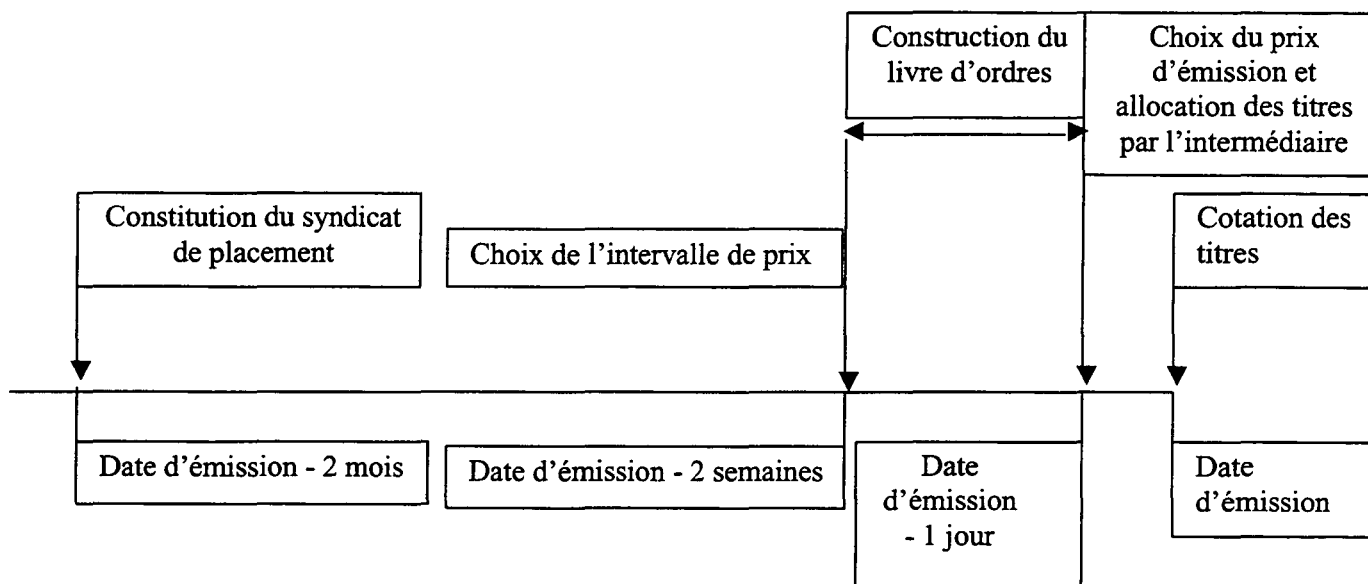 Construction du
livre d'ordres
Choix du prix
d'émission et
allocation des titres
par l'intermédiaire
Constitution du syndicat
de placement
Choix de l'intervalle de prix
Cotation des
titres
Date d'émission - 2 mois
Date d'émission - 2 semaines
Date
d'émission
- 1 jour
Date
d'émission